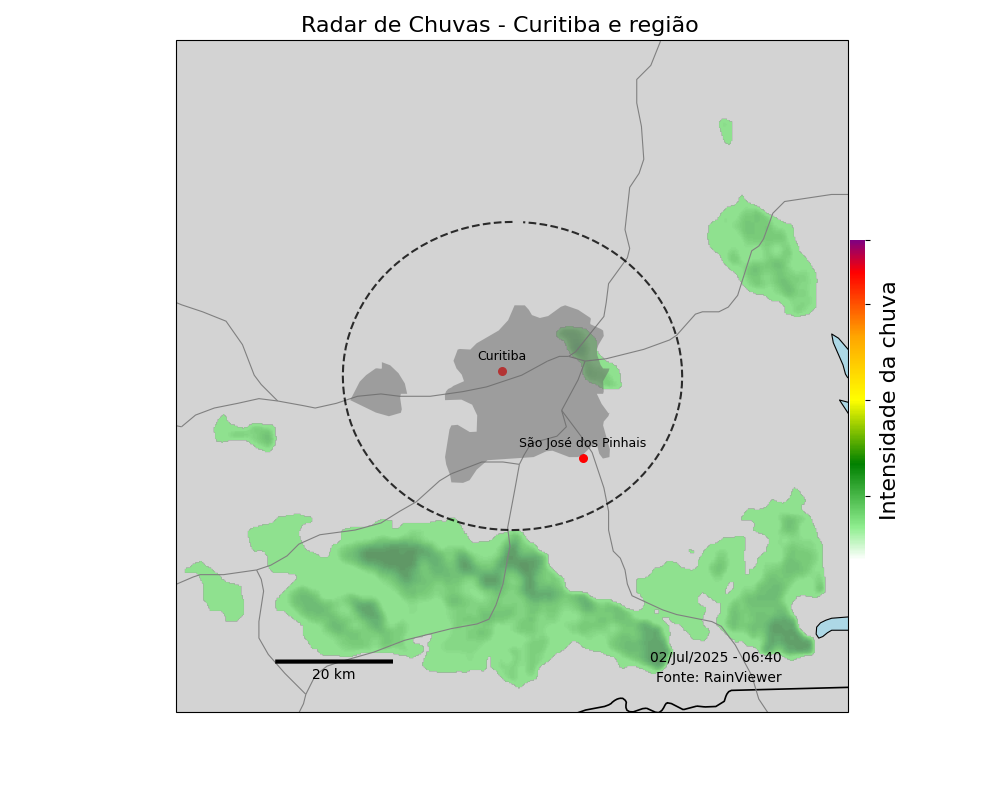 Radar de Chuvas - Curitiba e região
Curitiba
São José dos Pinhais
Intensidade da chuva
02/Jul/2025 - 06:40
Fonte: RainViewer
20 km